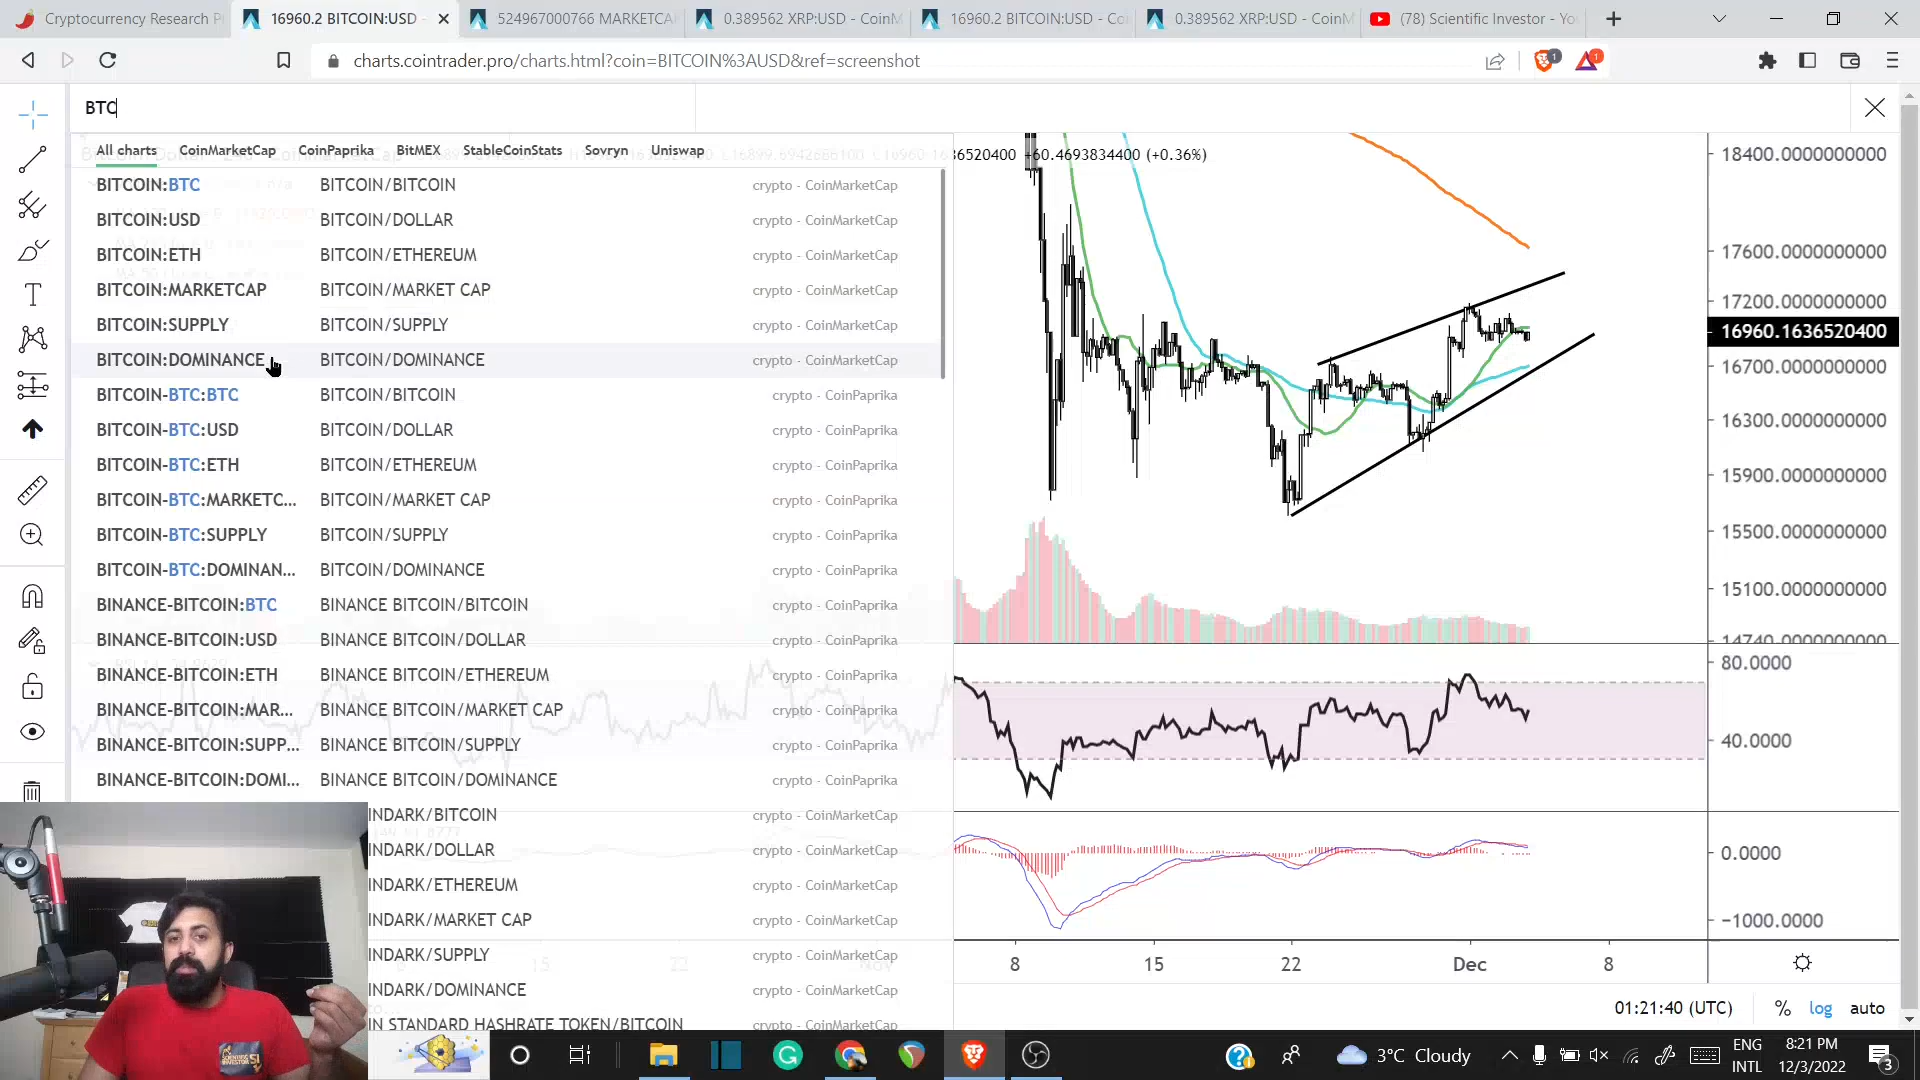 Cryptocurrency Research P
16960.2 BITCOIN:USD -
524967000766 MARKETCA
0.389562 XRP:USD - CoinM
16960.2 BITCOIN:USD - Co
0.389562 XRP:USD - CoinM
(78) Scientific Investor - Yo
charts.cointrader.pro/charts.html?coin=BITCOIN%3AUSD&ref=screenshot
1
1
BTC
All charts CoinMarketCap CoinPaprika BitMEX StableCoinStats Sovryn Uniswap
36520400 +60.4693834400 (+0.36%)
BITCOIN:BTC BITCOIN/BITCOIN crypto - CoinMarketCap
BITCOIN:USD BITCOIN/DOLLAR crypto - CoinMarketCap
BITCOIN:ETH BITCOIN/ETHEREUM crypto - CoinMarketCap
BITCOIN:MARKETCAP BITCOIN/MARKET CAP crypto - CoinMarketCap
BITCOIN:SUPPLY BITCOIN/SUPPLY crypto - CoinMarketCap
BITCOIN:DOMINANCE BITCOIN/DOMINANCE crypto - CoinMarketCap
BITCOIN-BTC:BTC BITCOIN/BITCOIN crypto - CoinPaprika
BITCOIN-BTC:USD BITCOIN/DOLLAR crypto - CoinPaprika
BITCOIN-BTC:ETH BITCOIN/ETHEREUM crypto - CoinPaprika
BITCOIN-BTC:MARKETC... BITCOIN/MARKET CAP crypto - CoinPaprika
BITCOIN-BTC:SUPPLY BITCOIN/SUPPLY crypto - CoinPaprika
BITCOIN-BTC:DOMINAN... BITCOIN/DOMINANCE crypto - CoinPaprika
BINANCE-BITCOIN:BTC BINANCE BITCOIN/BITCOIN crypto - CoinPaprika
BINANCE-BITCOIN:USD BINANCE BITCOIN/DOLLAR crypto - CoinPaprika
BINANCE-BITCOIN:ETH BINANCE BITCOIN/ETHEREUM crypto - CoinPaprika
BINANCE-BITCOIN:MAR... BINANCE BITCOIN/MARKET CAP crypto - CoinPaprika
BINANCE-BITCOIN:SUPP... BINANCE BITCOIN/SUPPLY crypto - CoinPaprika
BINANCE-BITCOIN:DOMI... BINANCE BITCOIN/DOMINANCE crypto - CoinPaprika
INDARK/BITCOIN crypto - CoinMarketCap
INDARK/DOLLAR crypto - CoinMarketCap
INDARK/ETHEREUM crypto - CoinMarketCap
INDARK/MARKET CAP crypto - CoinMarketCap
INDARK/SUPPLY crypto - CoinMarketCap
INDARK/DOMINANCE crypto - CoinMarketCap
IN STANDARD HASHRATE TOKEN/BITCOIN crypto - CoinMarketCap
18400.0000000000
17600.0000000000
17200.0000000000
16960.1636520400
16700.0000000000
16300.0000000000
15900.0000000000
15500.0000000000
15100.0000000000
14740.0000000000
80.0000
40.0000
0.0000
-1000.0000
15 22 Nov 8 15 22 Dec 8
01:21:40 (UTC) % log auto
3°C Cloudy
ENG
INTL
8:21 PM
12/3/2022
3